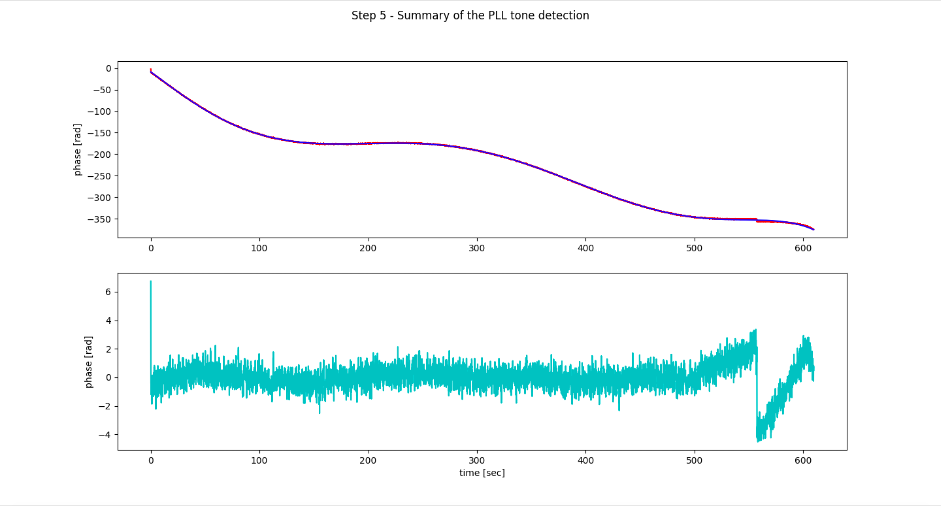 Step 5 - Summary of the PLL tone detection
0
−50
−100
−150
−200
−250
−300
−350
phase [rad]
0 100 200 300 400 500 600
6
4
2
0
−2
−4
phase [rad]
0 100 200 300 400 500 600
time [sec]